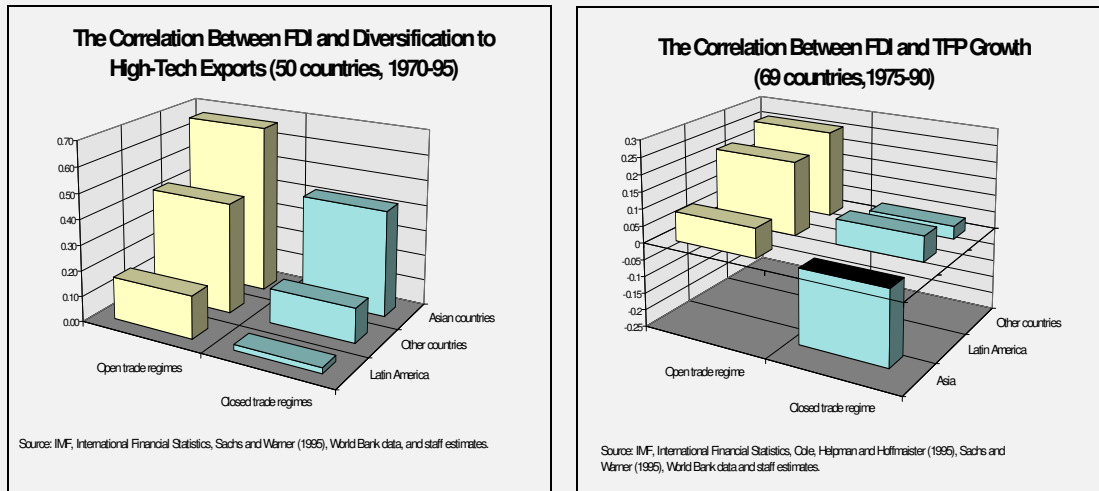 The Correlation Between FDI and Diversification to
High-Tech Exports (50 countries, 1970-95)
0.70
0.60
0.50
0.40
0.30
0.20
0.10
0.00
Asian countries
Other countries
Latin America
Open trade regimes
Closed trade regimes
Source: IMF, International Financial Statistics, Sachs and Warner (1995), World Bank data, and staff estimates.
The Correlation Between FDI and TFP Growth
(69 countries,1975-90)
0.3
0.25
0.2
0.15
0.1
0.05
0
-0.05
-0.1
-0.15
-0.2
-0.25
Other countries
Latin America
Asia
Open trade regime
Closed trade regime
Source: IMF, International Financial Statistics, Cole, Helpman and Hoffmaister (1995), Sachs and
Warner (1995), World Bank data and staff estimates.